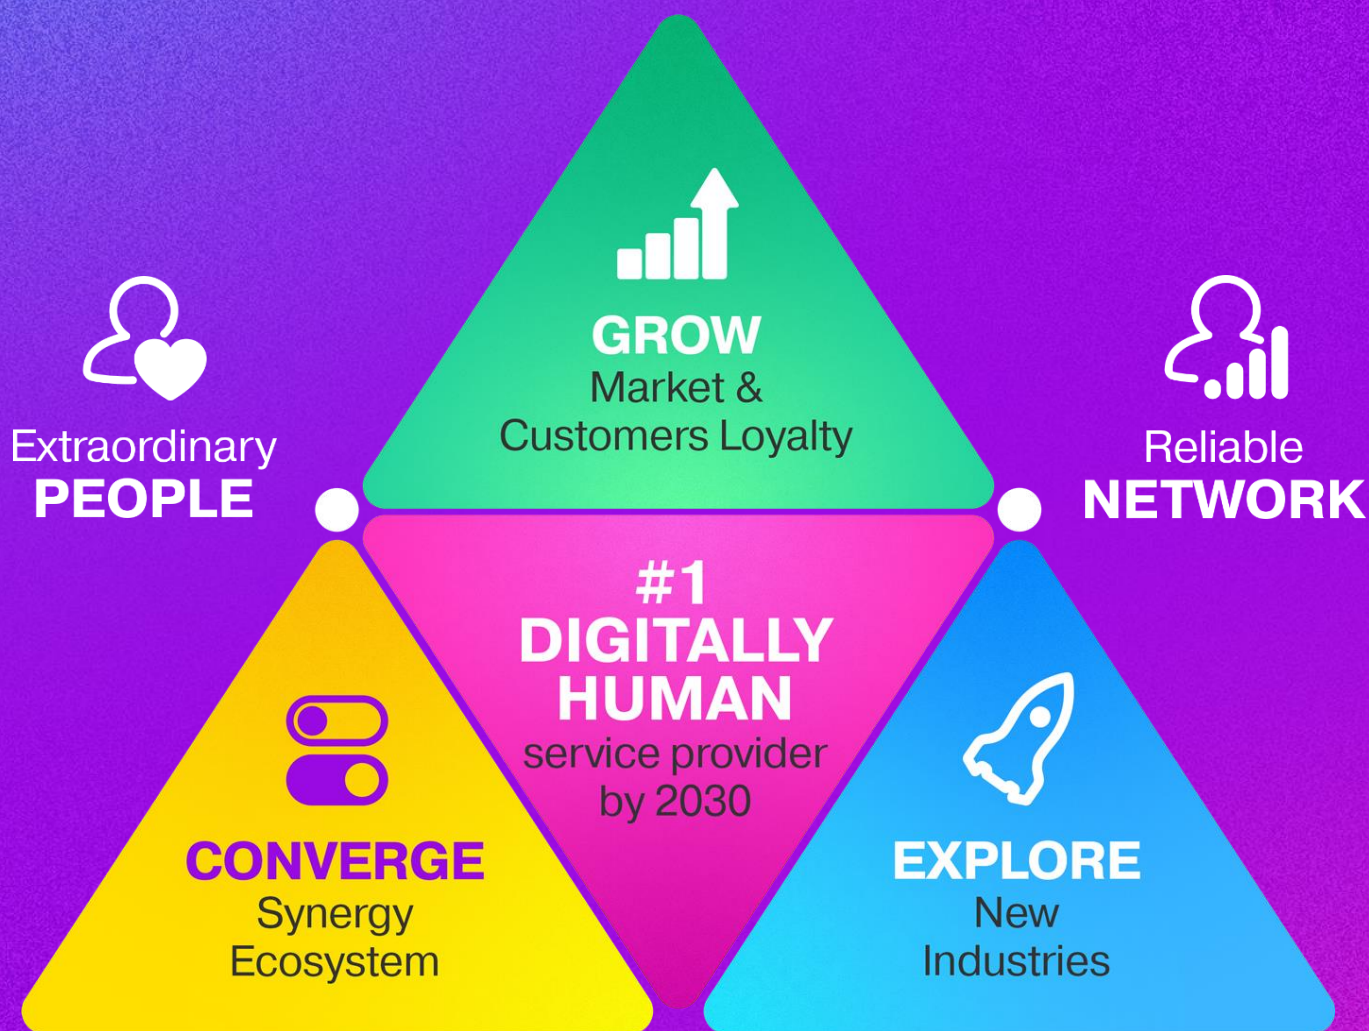 GROW
Market &
Customers Loyalty
Extraordinary
PEOPLE
Reliable
NETWORK
#1
DIGITALLY
HUMAN
service provider
by 2030
CONVERGE
Synergy
Ecosystem
EXPLORE
New
Industries